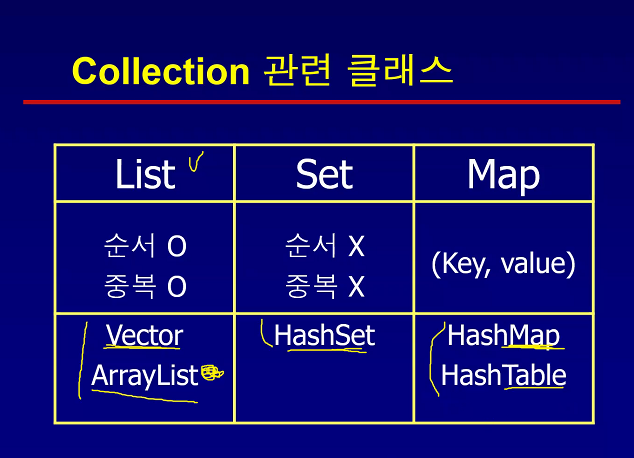 Collection 관련 클래스
List Set Map
순서 O 순서 X
중복 O 중복 X
(Key, value)
Vector HashSet HashMap
ArrayList HashTable